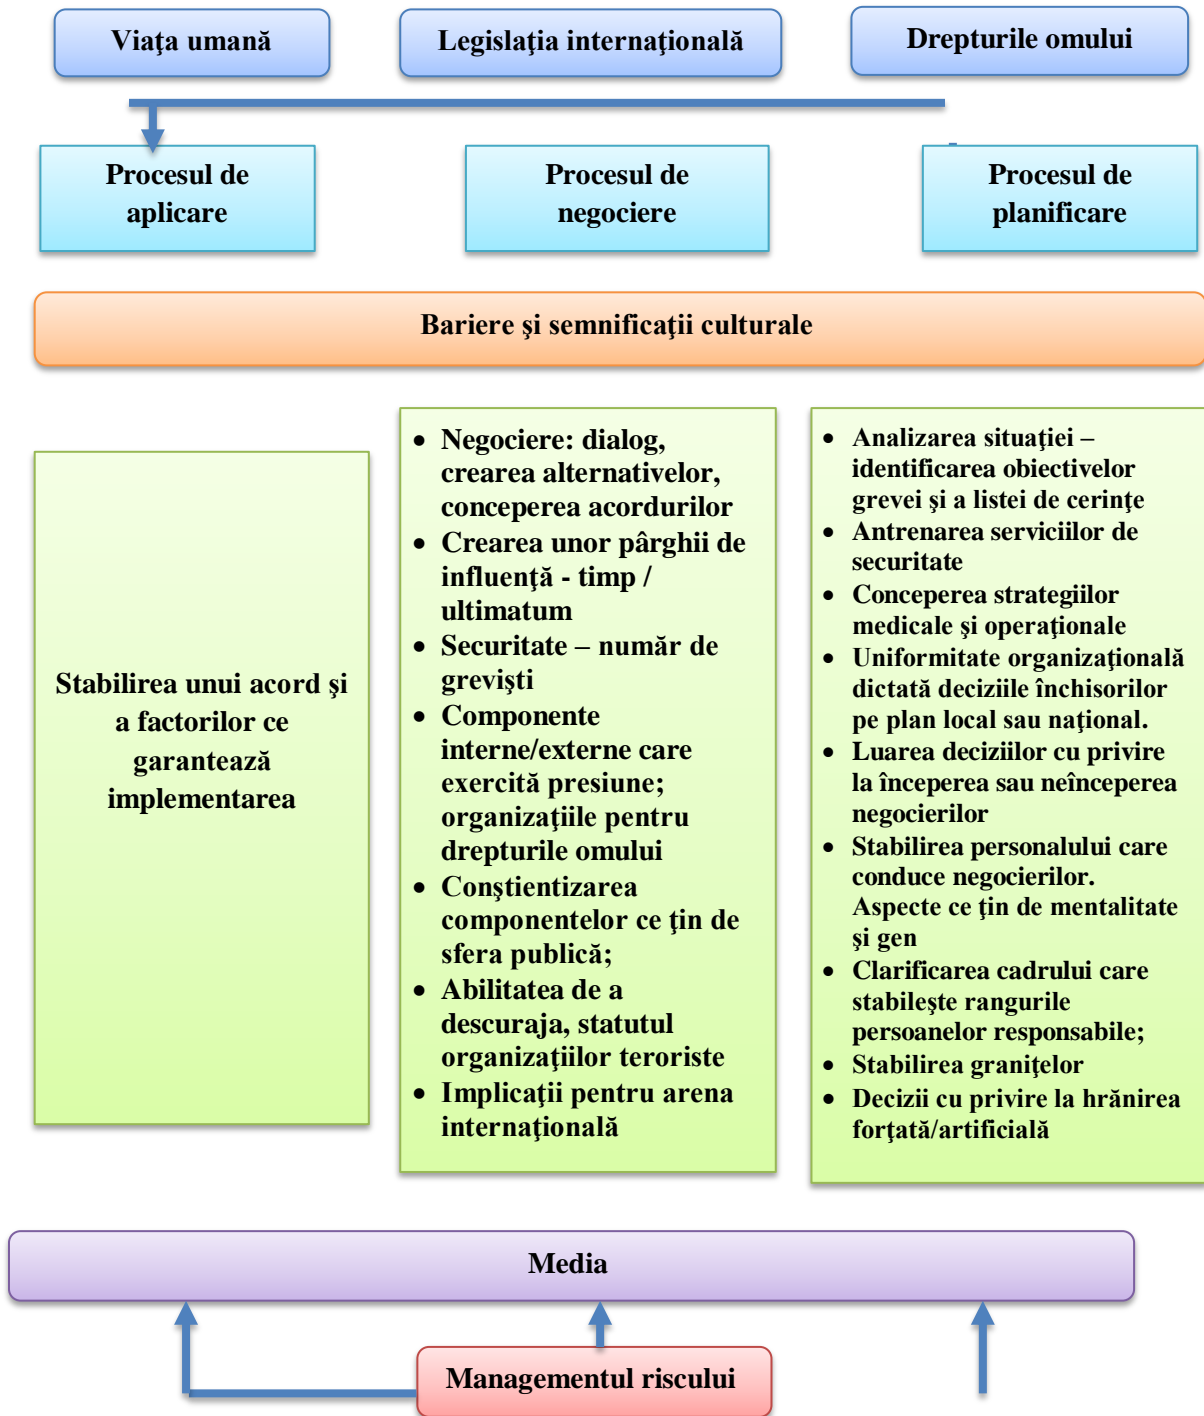 Viaţa umană
Legislaţia internaţională
Drepturile omului
Procesul de
aplicare
Procesul de
negociere
Procesul de
planificare
Bariere şi semnificaţii culturale
Stabilirea unui acord şi
a factorilor ce
garantează
implementarea
• Negociere: dialog,
crearea alternativelor,
conceperea acordurilor
• Crearea unor pârghii de
influenţă - timp /
ultimatum
• Securitate – număr de
grevişti
• Componente
interne/externe care
exercită presiune;
organizaţiile pentru
drepturile omului
• Conştientizarea
componentelor ce ţin de
sfera publică;
• Abilitatea de a
descuraja, statutul
organizaţiilor teroriste
• Implicaţii pentru arena
internaţională
• Analizarea situaţiei –
identificarea obiectivelor
grevei şi a listei de cerinţe
• Antrenarea serviciilor de
securitate
• Conceperea strategiilor
medicale şi operaţionale
• Uniformitate organizaţională
dictată deciziile închisorilor
pe plan local sau naţional.
• Luarea deciziilor cu privire
la începerea sau neînceperea
negocierilor
• Stabilirea personalului care
conduce negocierilor.
Aspecte ce ţin de mentalitate
şi gen
• Clarificarea cadrului care
stabileşte rangurile
persoanelor responsabile;
• Stabilirea graniţelor
• Decizii cu privire la hrănirea
forţată/artificială
Media
Managementul riscului